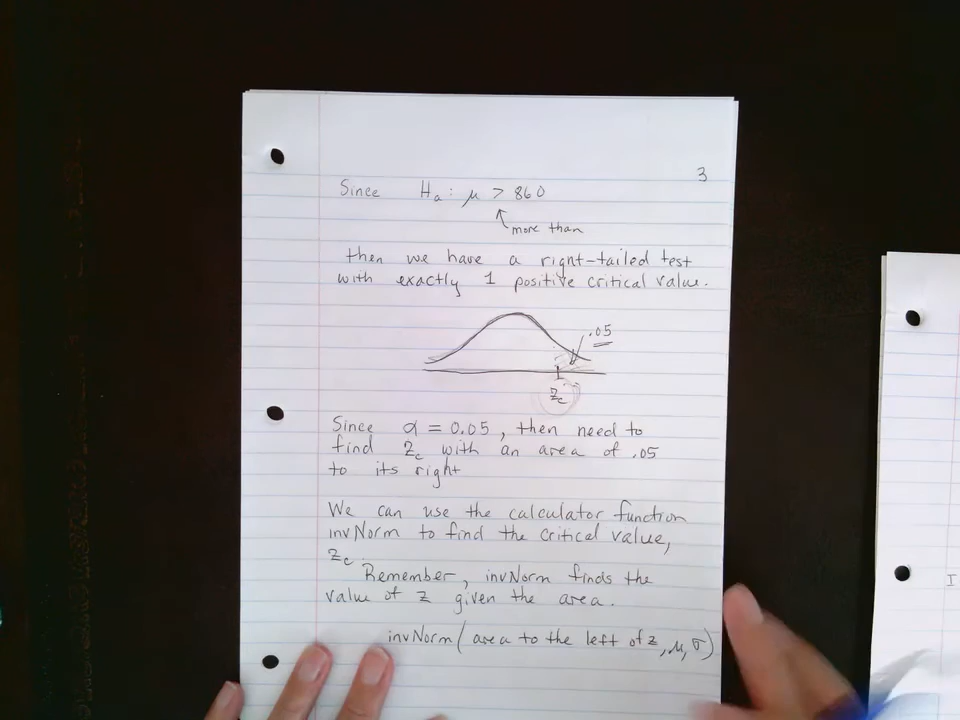 3
Since Ha: μ > 860
more than
then we have a right-tailed test
with exactly 1 positive critical value.
.05
Zc
Since α = 0.05, then need to
find Zc with an area of .05
to its right
We can use the calculator function
invNorm to find the critical value,
Zc.
Remember, invNorm finds the
value of Z given the area.
invNorm(area to the left of z, μ, σ)
I